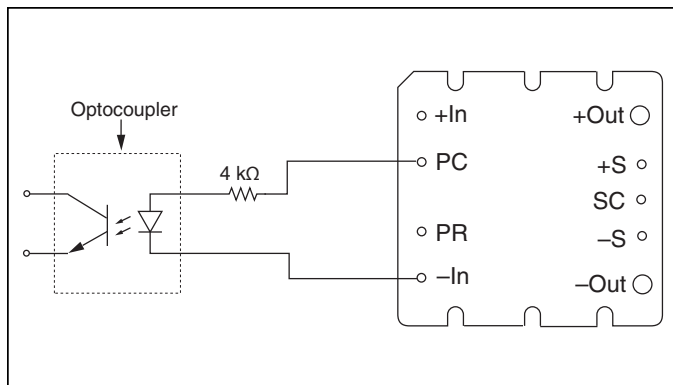 Optocoupler
4 kΩ
+In
PC
PR
–In
+Out
+S
SC
–S
–Out